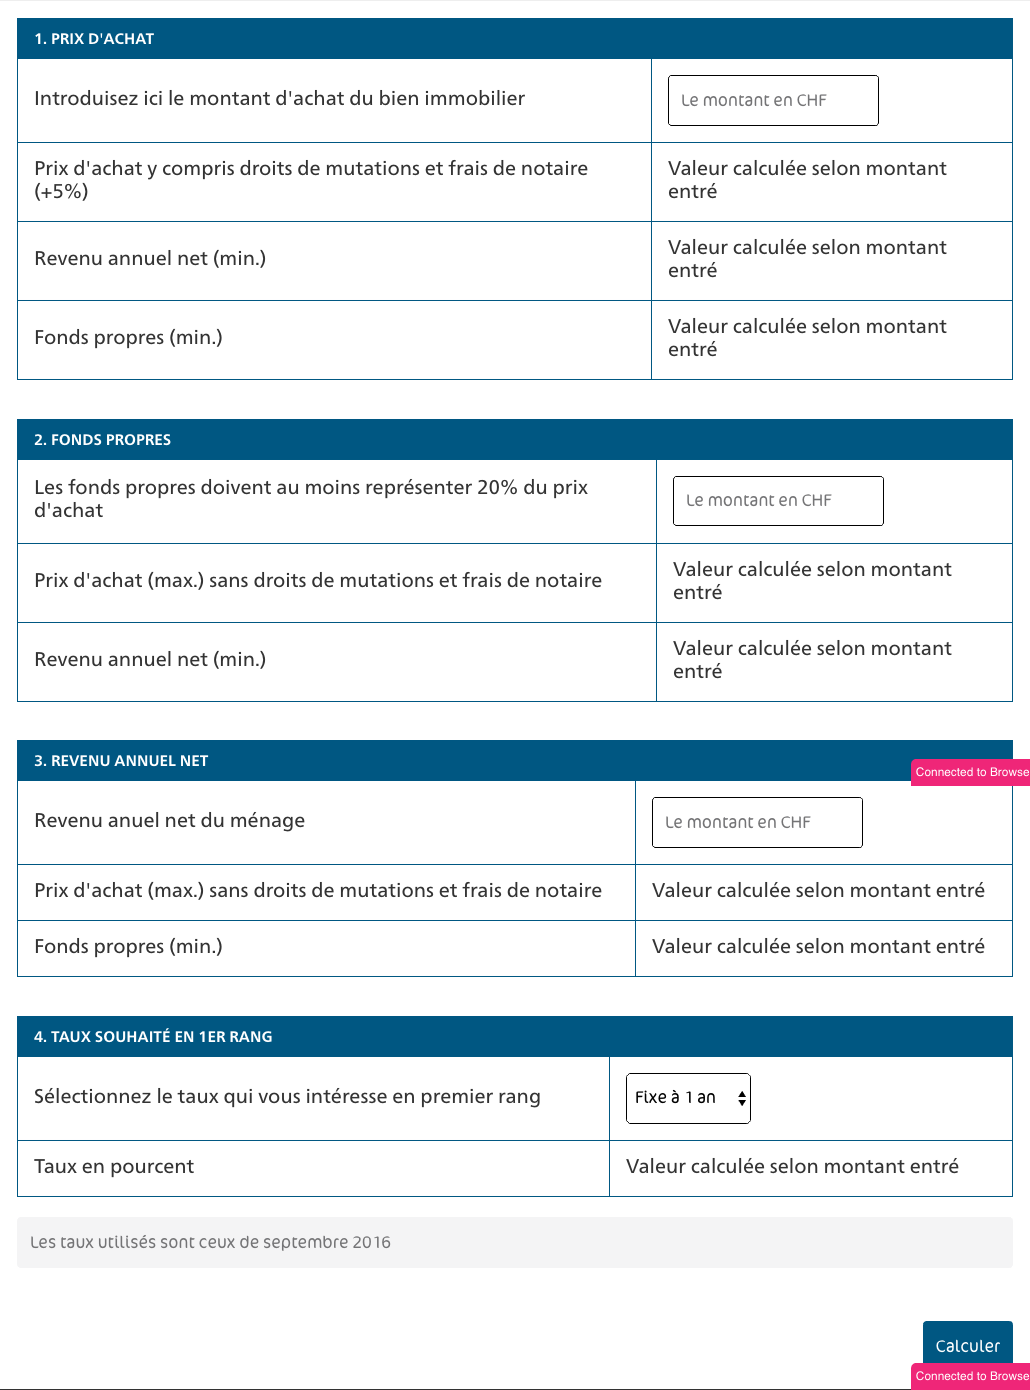 1. PRIX D'ACHAT
Introduisez ici le montant d'achat du bien immobilier
Le montant en CHF
Prix d'achat y compris droits de mutations et frais de notaire
(+5%)
Valeur calculée selon montant
entré
Revenu annuel net (min.)
Valeur calculée selon montant
entré
Fonds propres (min.)
Valeur calculée selon montant
entré
2. FONDS PROPRES
Les fonds propres doivent au moins représenter 20% du prix
d'achat
Le montant en CHF
Prix d'achat (max.) sans droits de mutations et frais de notaire
Valeur calculée selon montant
entré
Revenu annuel net (min.)
Valeur calculée selon montant
entré
3. REVENU ANNUEL NET
Connected to Browse
Revenu anuel net du ménage
Le montant en CHF
Prix d'achat (max.) sans droits de mutations et frais de notaire
Valeur calculée selon montant entré
Fonds propres (min.)
Valeur calculée selon montant entré
4. TAUX SOUHAITÉ EN 1ER RANG
Sélectionnez le taux qui vous intéresse en premier rang
Fixe à 1 an
Taux en pourcent
Valeur calculée selon montant entré
Les taux utilisés sont ceux de septembre 2016
Calculer
Connected to Browse